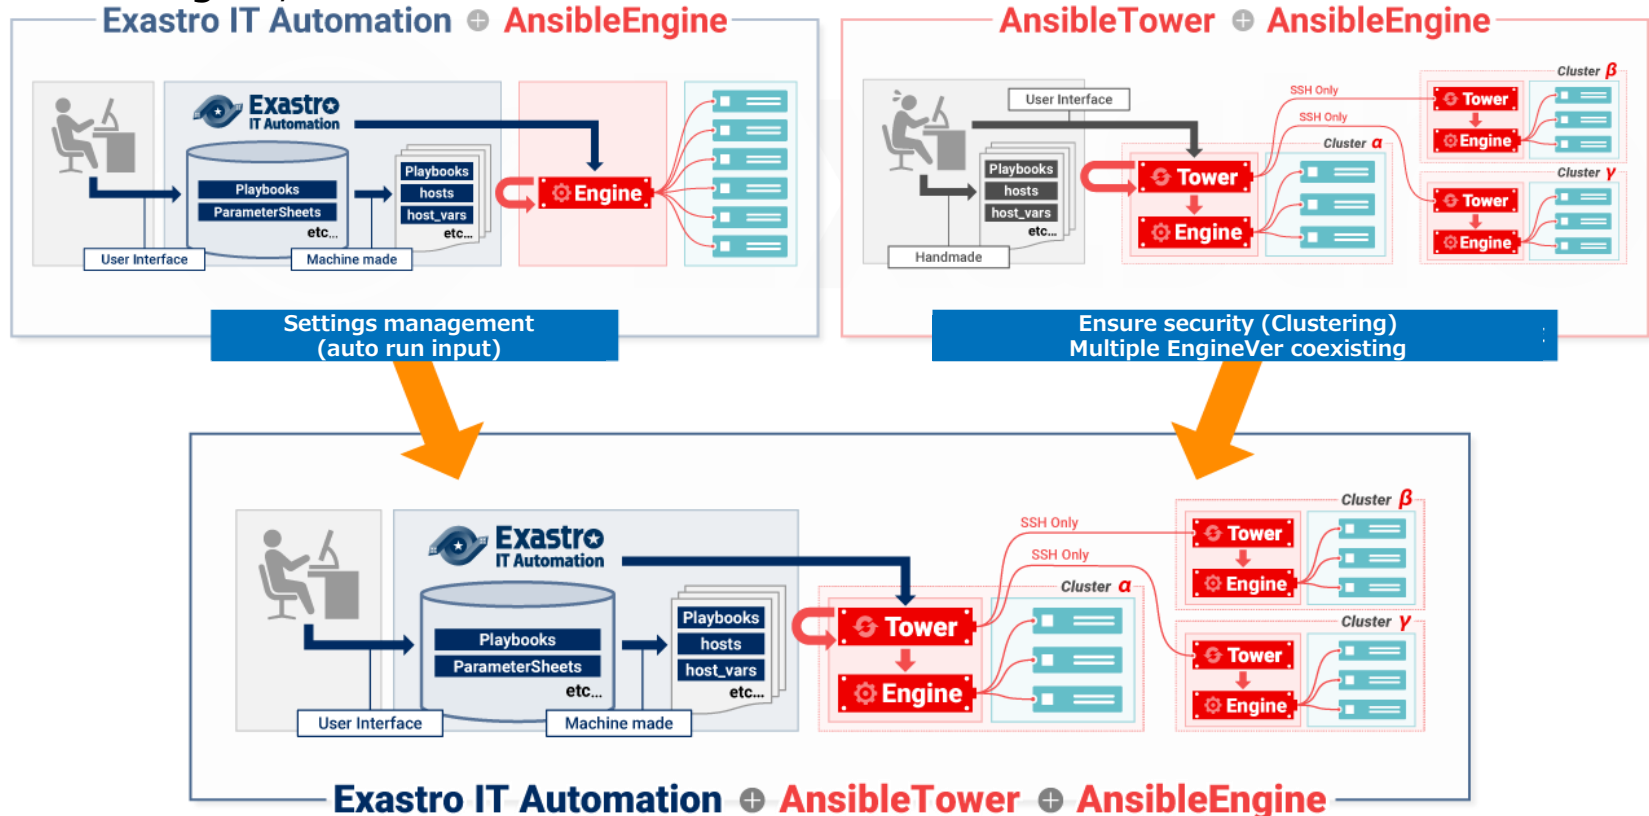 Exastro IT Automation + AnsibleEngine
Exastro
IT Automation
Playbooks
ParameterSheets
etc...
Playbooks
hosts
host_vars
etc...
Engine
User Interface
Machine made
AnsibleTower + AnsibleEngine
User Interface
Playbooks
hosts
host_vars
etc...
Handmade
SSH Only
SSH Only
Cluster α
Tower
Engine
Cluster β
Tower
Engine
Cluster γ
Tower
Engine
Settings management
(auto run input)
Ensure security (Clustering)
Multiple EngineVer coexisting
Exastro
IT Automation
Playbooks
ParameterSheets
etc...
Playbooks
hosts
host_vars
etc...
User Interface
Machine made
SSH Only
SSH Only
Cluster α
Tower
Engine
Cluster β
Tower
Engine
Cluster γ
Tower
Engine
Exastro IT Automation + AnsibleTower + AnsibleEngine